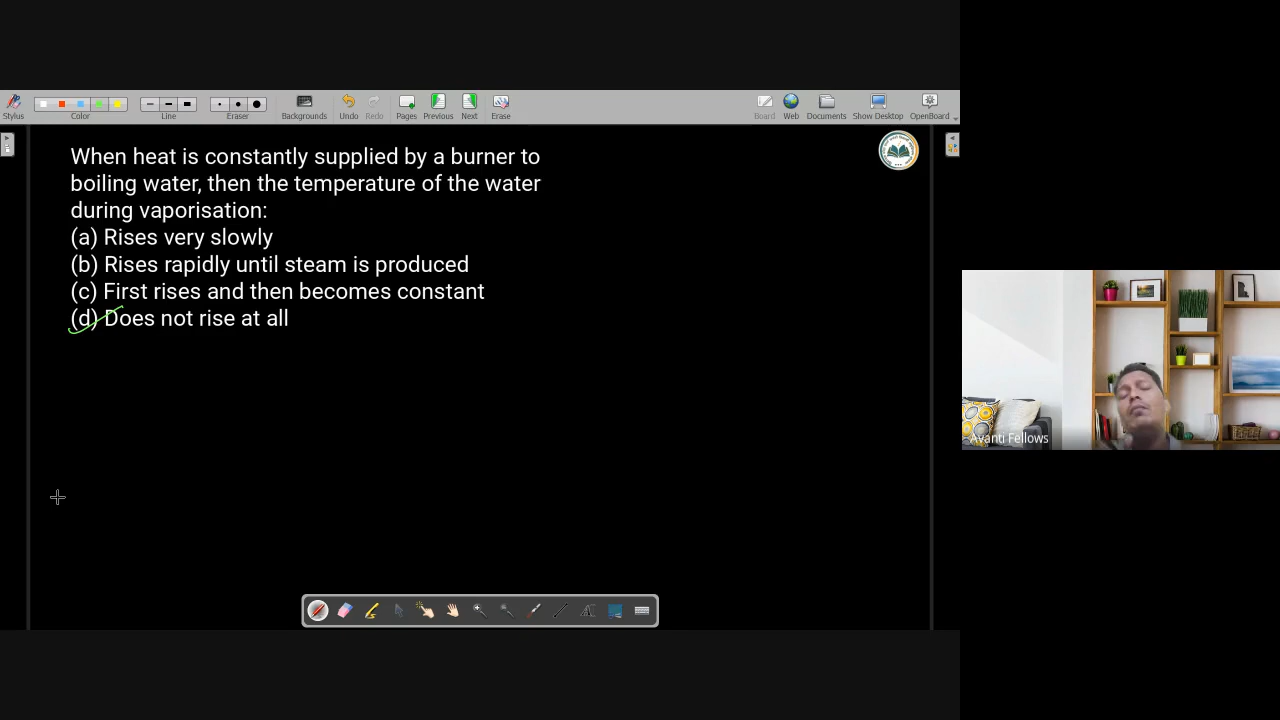 Stylus
Color
Line
Eraser
Backgrounds
Undo
Redo
Pages
Previous
Next
Erase
Board
Web
Documents
Show Desktop
OpenBoard
When heat is constantly supplied by a burner to
boiling water, then the temperature of the water
during vaporisation:
(a) Rises very slowly
(b) Rises rapidly until steam is produced
(c) First rises and then becomes constant
(d) Does not rise at all
Avanti Fellows